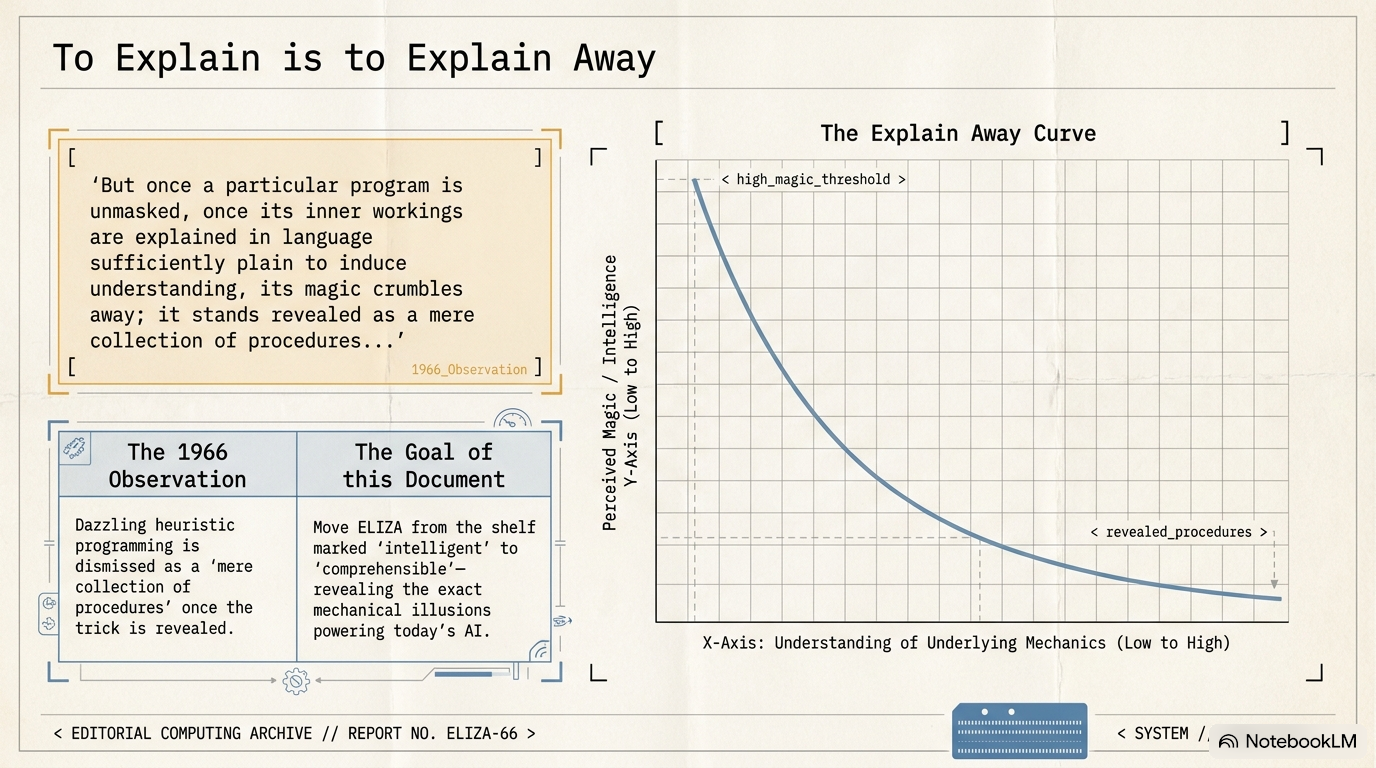 To Explain is to Explain Away
[ ]
‘But once a particular program is
unmasked, once its inner workings
are explained in language
sufficiently plain to induce
understanding, its magic crumbles
away; it stands revealed as a mere
collection of procedures...’
1966_Observation
[ ]
The 1966
Observation
Dazzling heuristic
programming is
dismissed as a ‘mere
collection of
procedures’ once the
trick is revealed.
The Goal of
this Document
Move ELIZA from the shelf
marked ‘intelligent’ to
‘comprehensible’—
revealing the exact
mechanical illusions
powering today’s AI.
[ The Explain Away Curve ]
< high_magic_threshold >
Perceived Magic / Intelligence
Y-Axis (Low to High)
< revealed_procedures >
X-Axis: Understanding of Underlying Mechanics (Low to High)
< EDITORIAL COMPUTING ARCHIVE // REPORT NO. ELIZA-66 >
< SYSTEM /
NotebookLM